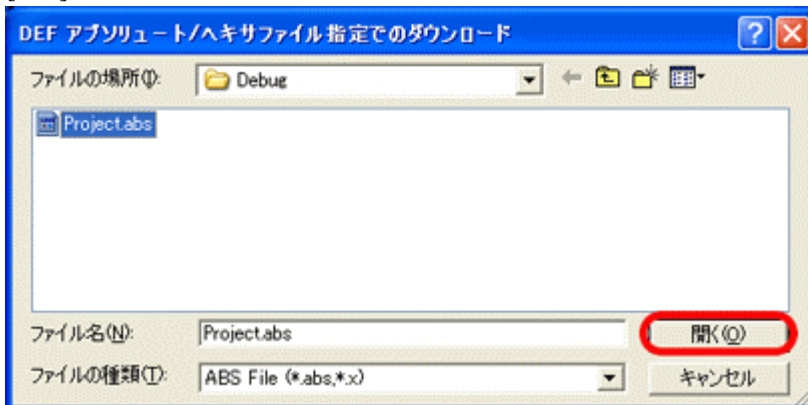 DEF アブソリュート/ヘキサファイル指定でのダウンロード
ファイルの場所(I):
Debug
Project.abs
ファイル名(N):
Project.abs
開く(O)
ファイルの種類(T):
ABS File (*.abs,*.x)
キャンセル